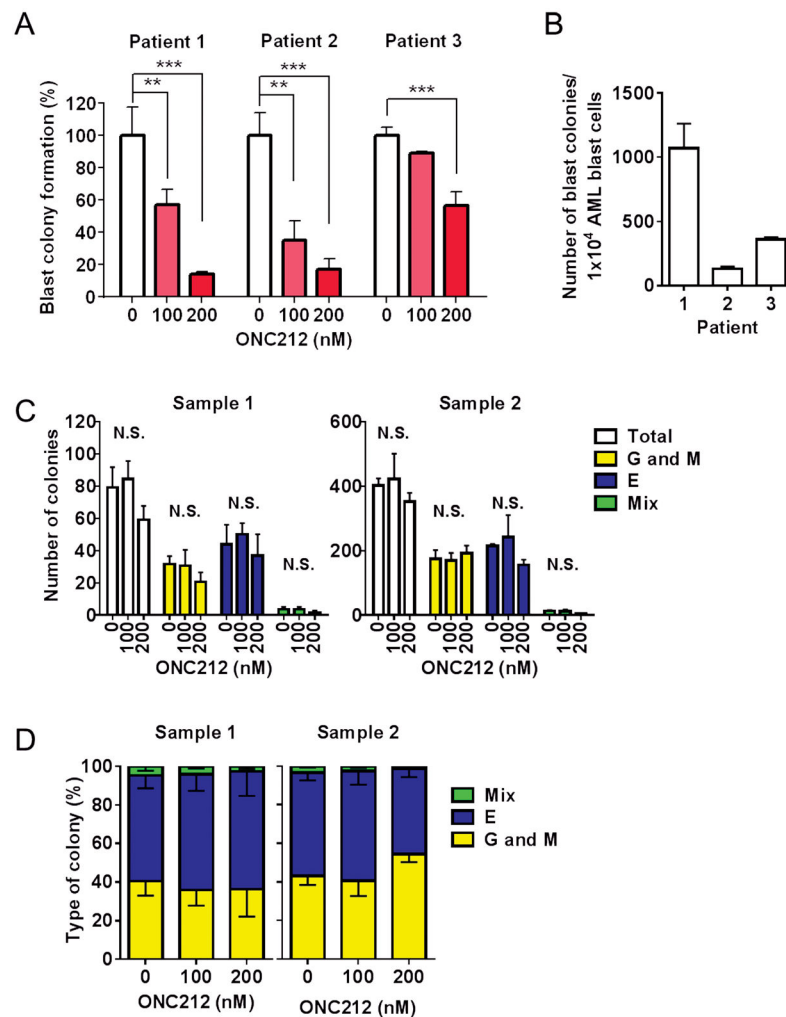 A
Patient 1
Patient 2
Patient 3
***
**
***
**
***
Blast colony formation (%)
120
100
80
60
40
20
0
0 100 200
0 100 200
0 100 200
ONC212 (nM)
B
Number of blast colonies/
1x10⁴ AML blast cells
1500
1000
500
0
1 2 3
Patient
C
Sample 1
Number of colonies
120
100
80
60
40
20
0
N.S.
N.S.
N.S.
N.S.
0 100 200
0 100 200
0 100 200
0 100 200
ONC212 (nM)
Sample 2
600
400
200
0
N.S.
N.S.
N.S.
N.S.
0 100 200
0 100 200
0 100 200
0 100 200
ONC212 (nM)
Total
G and M
E
Mix
D
Sample 1
Sample 2
Type of colony (%)
100
80
60
40
20
0
0 100 200
ONC212 (nM)
0 100 200
ONC212 (nM)
Mix
E
G and M